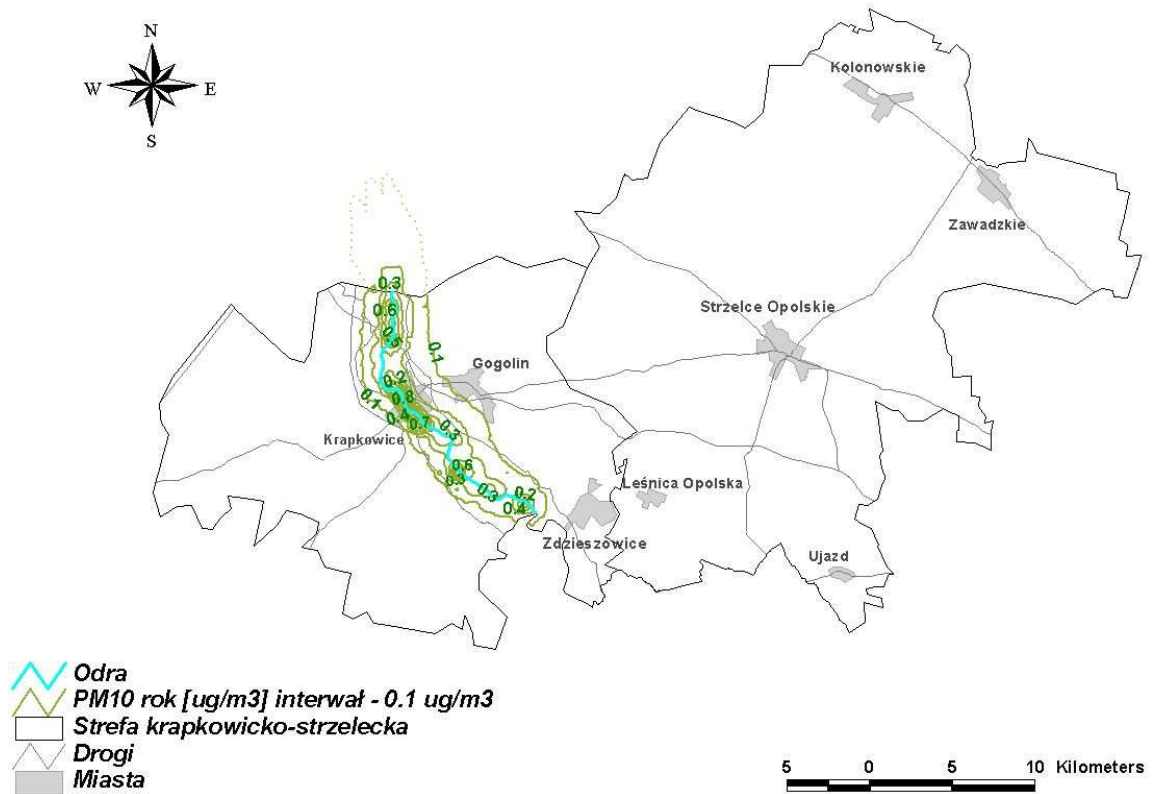 N
W E
S
Kolonowskie
Zawadzkie
Strzelce Opolskie
0.3
0.6
0.5
0.1
Gogolin
0.2
0.1
0.8
0.4
0.7
0.3
Krapkowice
0.6
0.3
0.3
0.2
0.4
Leśnica Opolska
Zdzieszowice
Ujazd
Odra
PM10 rok [ug/m3] interwał - 0.1 ug/m3
Strefa krapkowicko-strzelecka
Drogi
Miasta
5 0 5 10 Kilometers